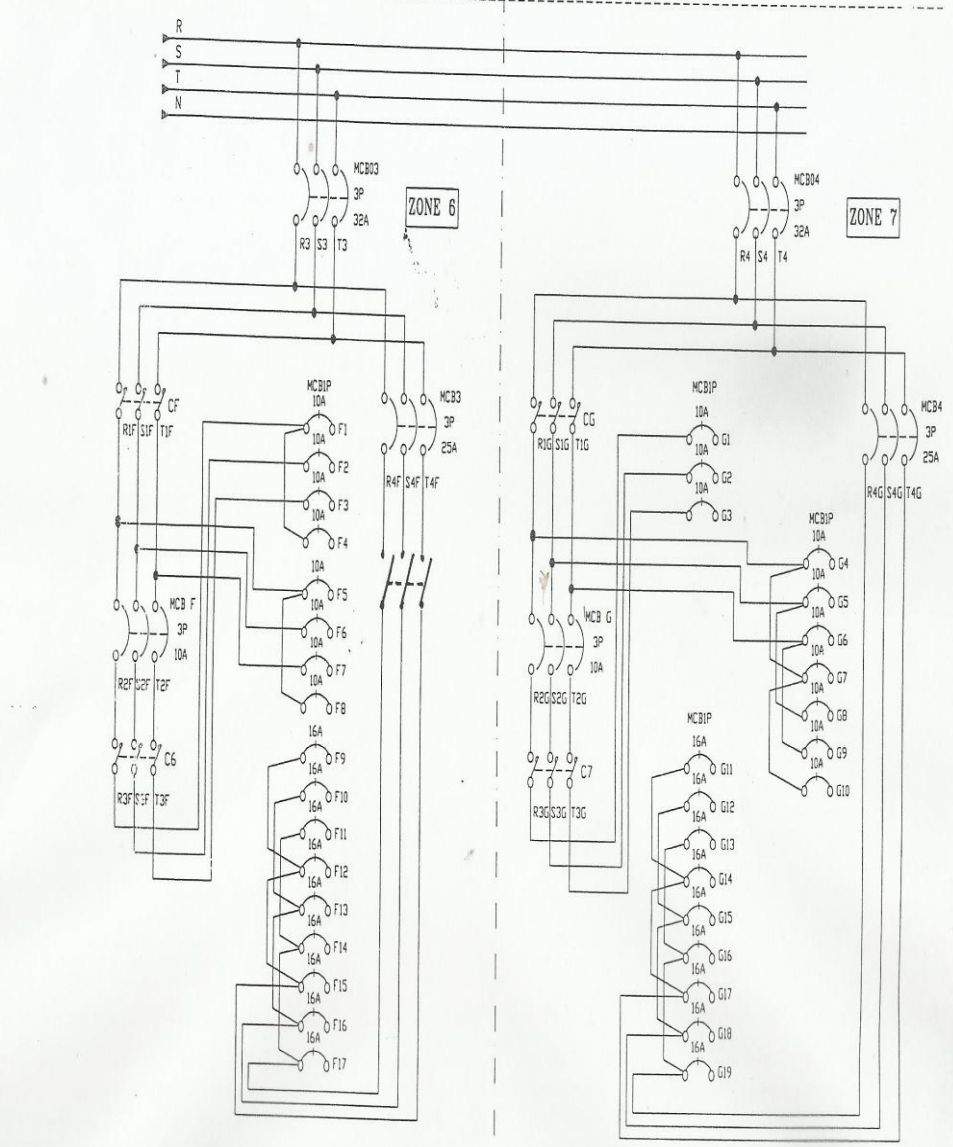 R
S
T
N
MCB03
3P
32A
R3 S3 T3
ZONE 6
MCB04
3P
32A
R4 S4 T4
ZONE 7
CF
R1F S1F T1F
MCB1P
10A
F1
10A
F2
10A
F3
10A
F4
10A
F5
10A
F6
10A
F7
10A
F8
MCB3
3P
25A
R4F S4F T4F
MCB F
3P
10A
R2F S2F T2F
C6
R3F S3F T3F
16A
F9
16A
F10
16A
F11
16A
F12
16A
F13
16A
F14
16A
F15
16A
F16
16A
F17
CG
R1G S1G T1G
MCB1P
10A
G1
10A
G2
10A
G3
MCB4
3P
25A
R4G S4G T4G
MCB1P
10A
G4
10A
G5
10A
G6
10A
G7
10A
G8
10A
G9
10A
G10
MCB G
3P
10A
R2G S2G T2G
C7
R3G S3G T3G
MCB1P
16A
G11
16A
G12
16A
G13
16A
G14
16A
G15
16A
G16
16A
G17
16A
G18
16A
G19